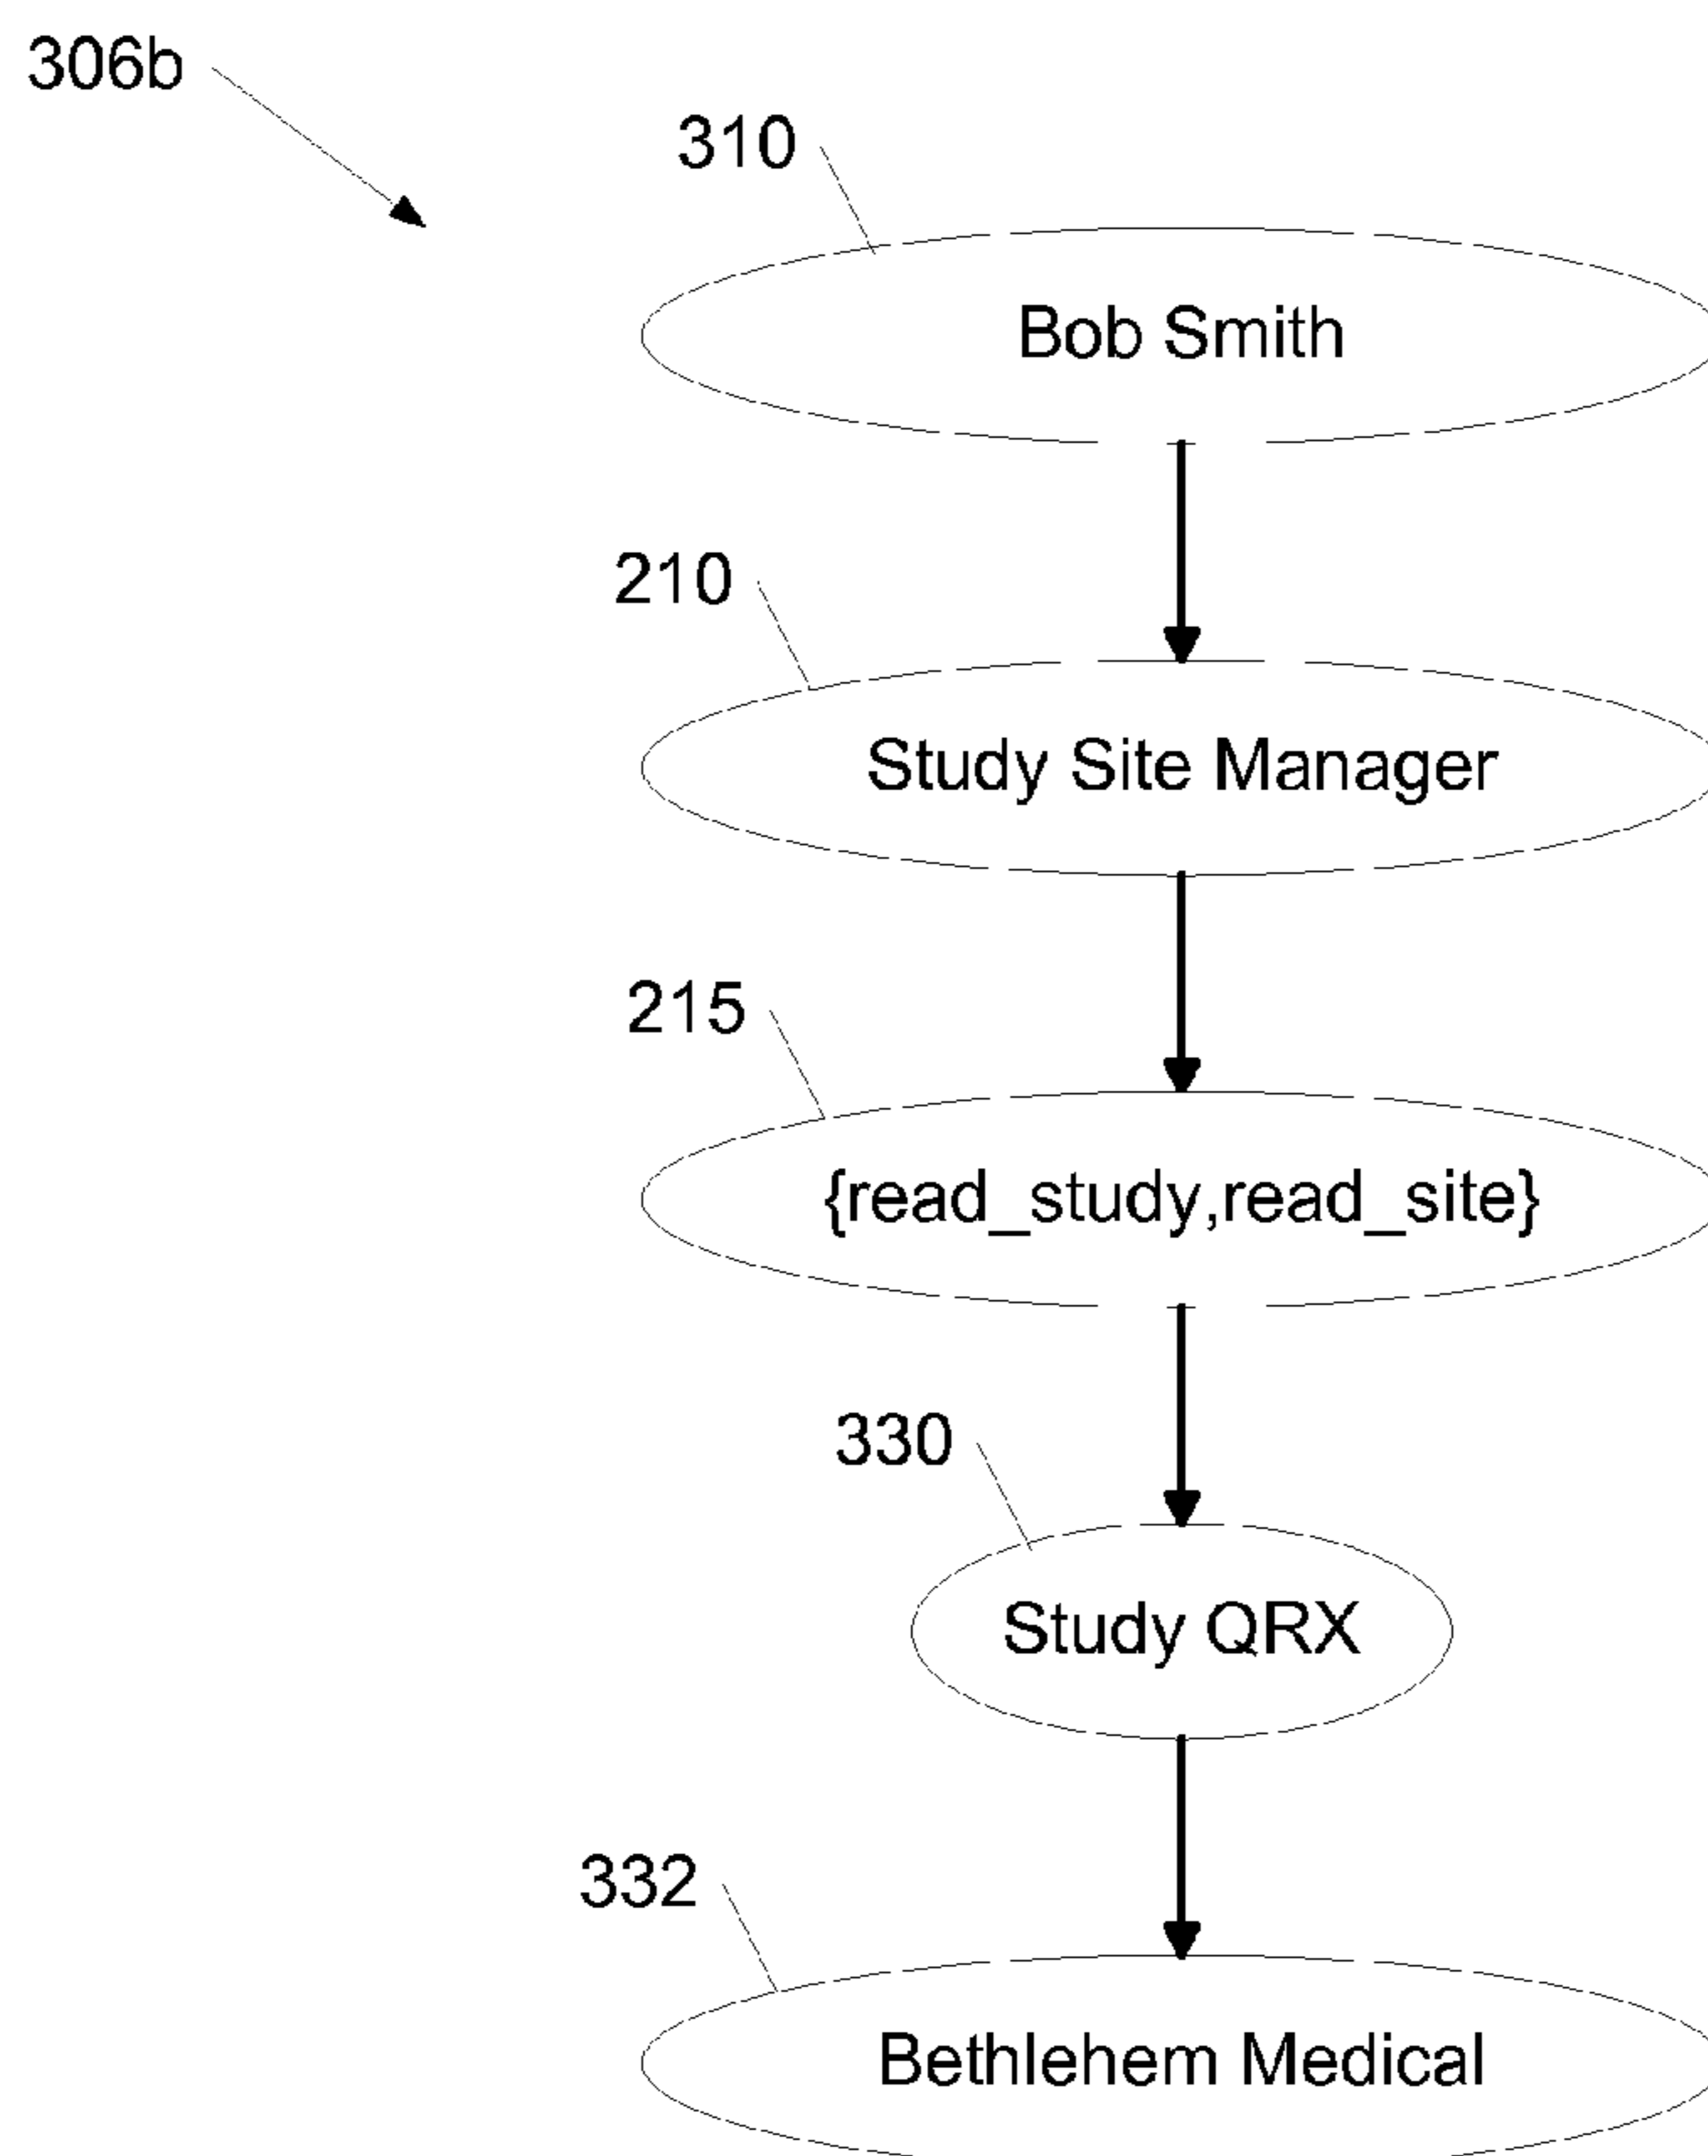 306b
310
Bob Smith
210
Study Site Manager
215
{read_study,read_site}
330
Study QRX
332
Bethlehem Medical